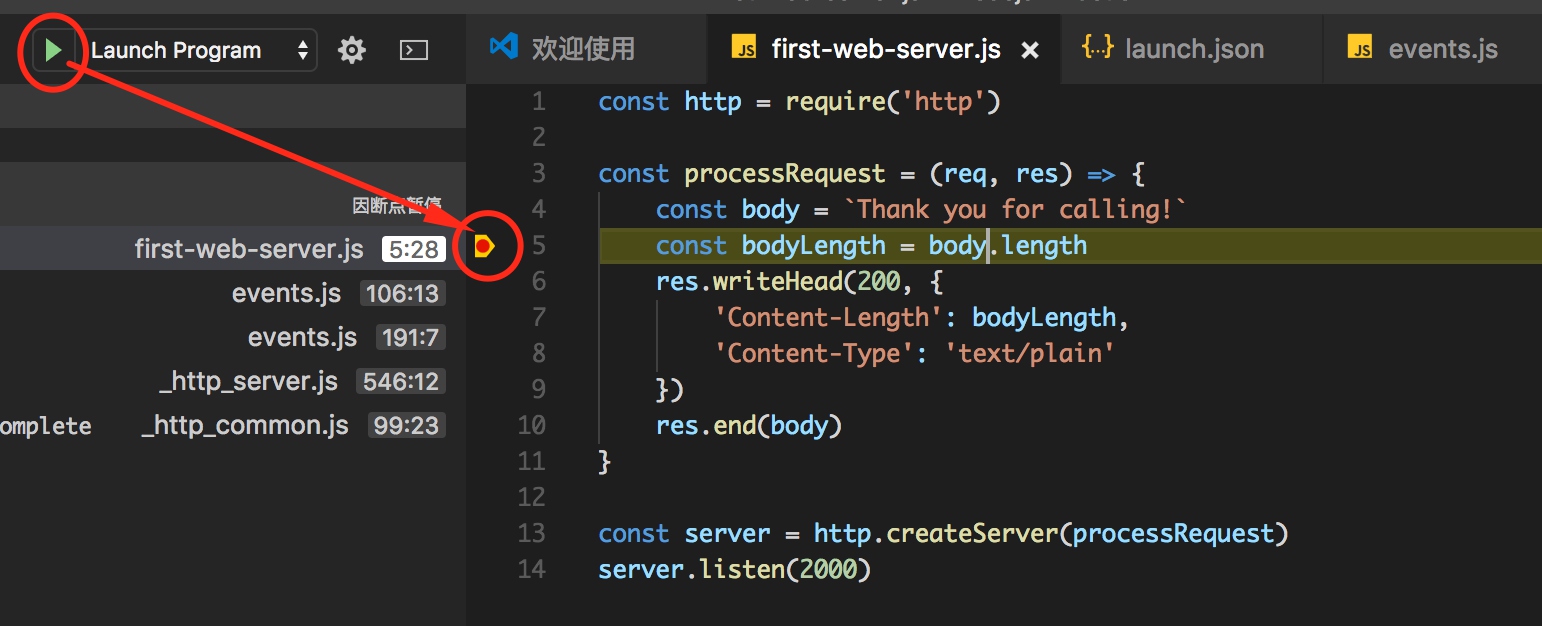 Launch Program
欢迎使用
first-web-server.js
launch.json
events.js
因断点暂停
first-web-server.js 5:28
events.js 106:13
events.js 191:7
_http_server.js 546:12
omplete _http_common.js 99:23
1 const http = require('http')
2
3 const processRequest = (req, res) => {
4 const body = `Thank you for calling!`
5 const bodyLength = body.length
6 res.writeHead(200, {
7 'Content-Length': bodyLength,
8 'Content-Type': 'text/plain'
9 })
10 res.end(body)
11 }
12
13 const server = http.createServer(processRequest)
14 server.listen(2000)